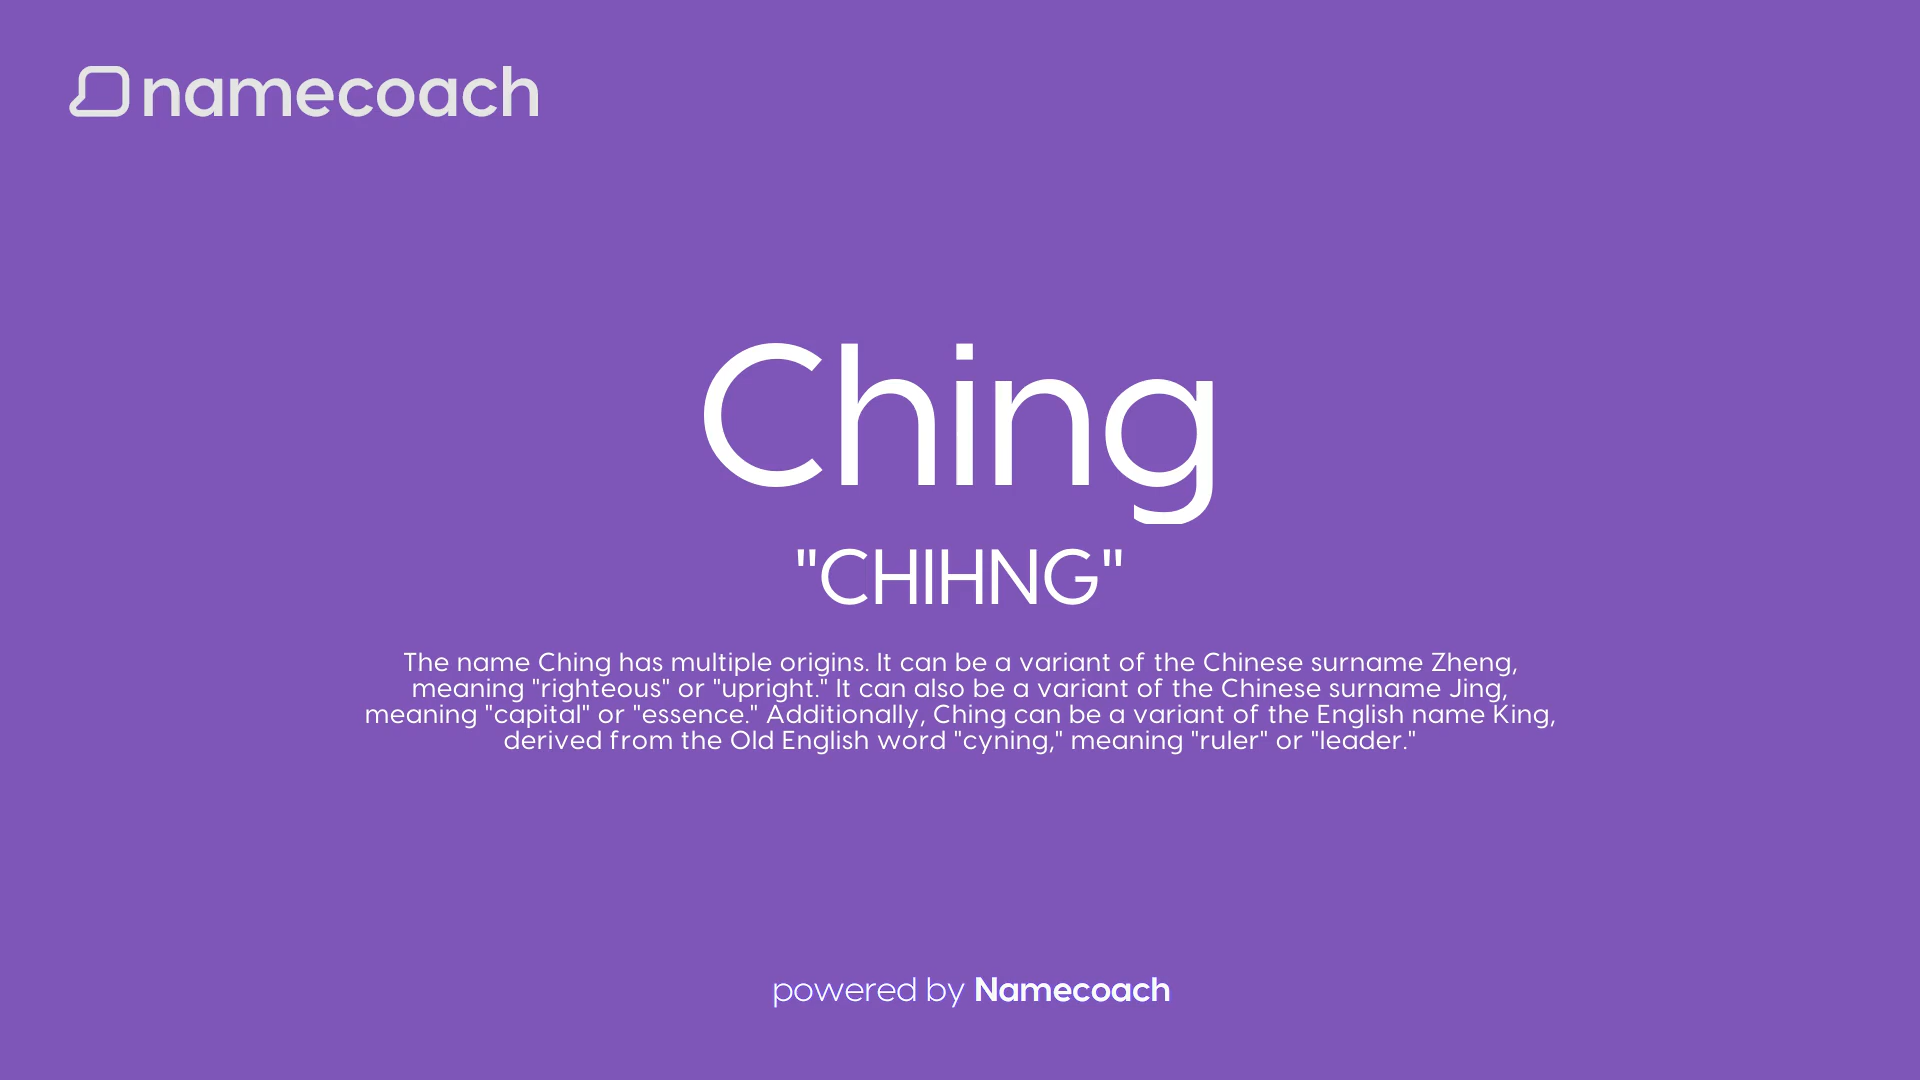 namecoach
Ching
"CHIHNG"
The name Ching has multiple origins. It can be a variant of the Chinese surname Zheng,
meaning "righteous" or "upright." It can also be a variant of the Chinese surname Jing,
meaning "capital" or "essence." Additionally, Ching can be a variant of the English name King,
derived from the Old English word "cyning," meaning "ruler" or "leader."
powered by Namecoach